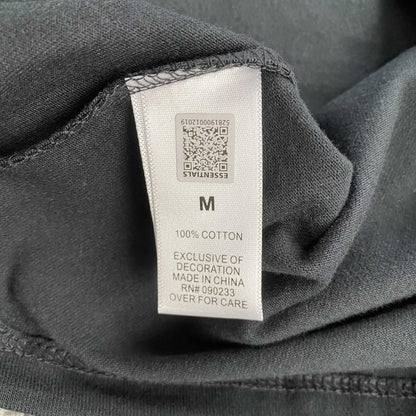 5281900012019
ESSENTIALS
M
100% COTTON
EXCLUSIVE OF
DECORATION
MADE IN CHINA
RN# 090233
OVER FOR CARE